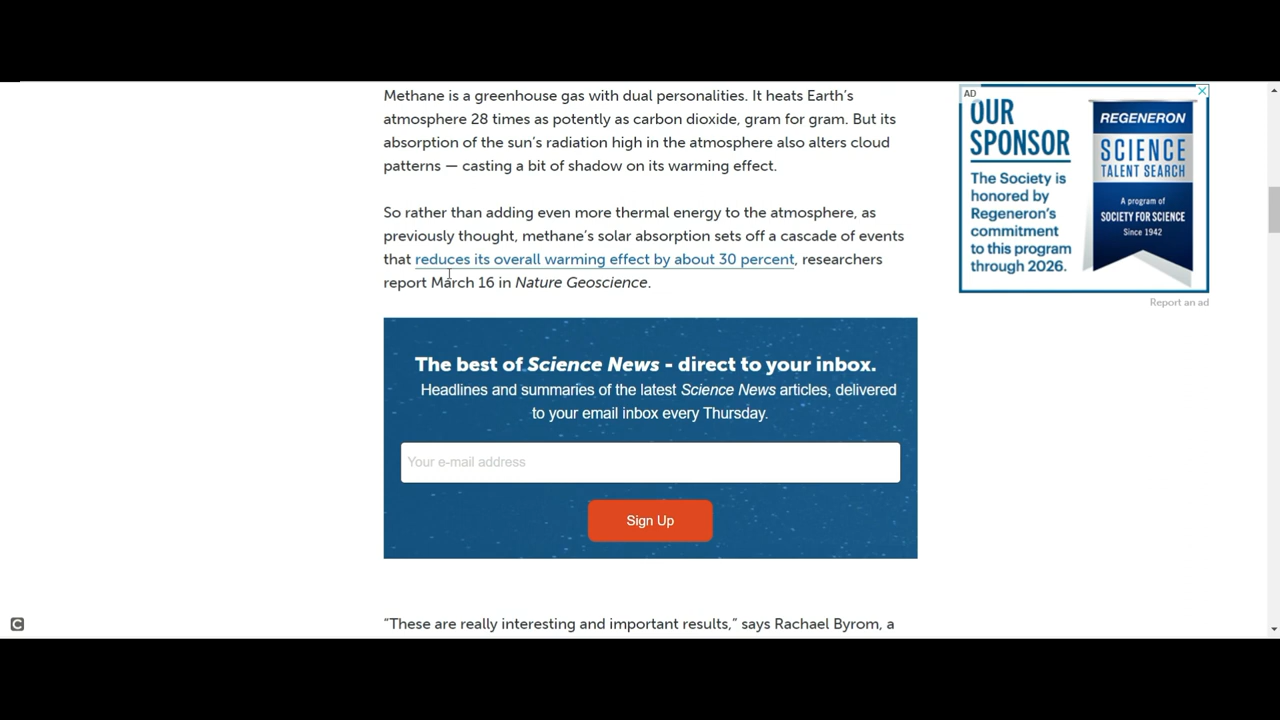 Methane is a greenhouse gas with dual personalities. It heats Earth’s
atmosphere 28 times as potently as carbon dioxide, gram for gram. But its
absorption of the sun’s radiation high in the atmosphere also alters cloud
patterns — casting a bit of shadow on its warming effect.
So rather than adding even more thermal energy to the atmosphere, as
previously thought, methane’s solar absorption sets off a cascade of events
that reduces its overall warming effect by about 30 percent, researchers
report March 16 in Nature Geoscience.
The best of Science News - direct to your inbox.
Headlines and summaries of the latest Science News articles, delivered
to your email inbox every Thursday.
Your e-mail address
Sign Up
“These are really interesting and important results,” says Rachael Byrom, a
AD
OUR
SPONSOR
The Society is
honored by
Regeneron’s
commitment
to this program
through 2026.
REGENERON
SCIENCE
TALENT SEARCH
A program of
SOCIETY FOR SCIENCE
Since 1942
Report an ad
C